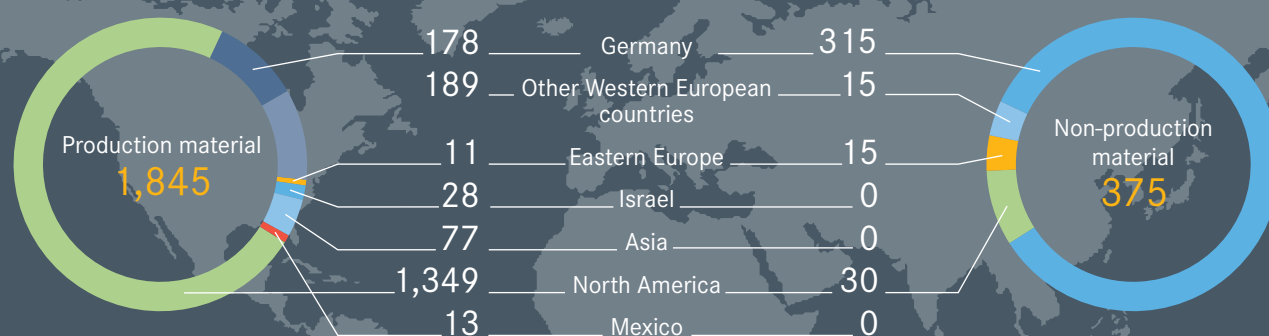 178 Germany 315
189 Other Western European 15
countries
Production material
1,845
Non-production
material
375
11 Eastern Europe 15
28 Israel 0
77 Asia 0
1,349 North America 30
13 Mexico 0